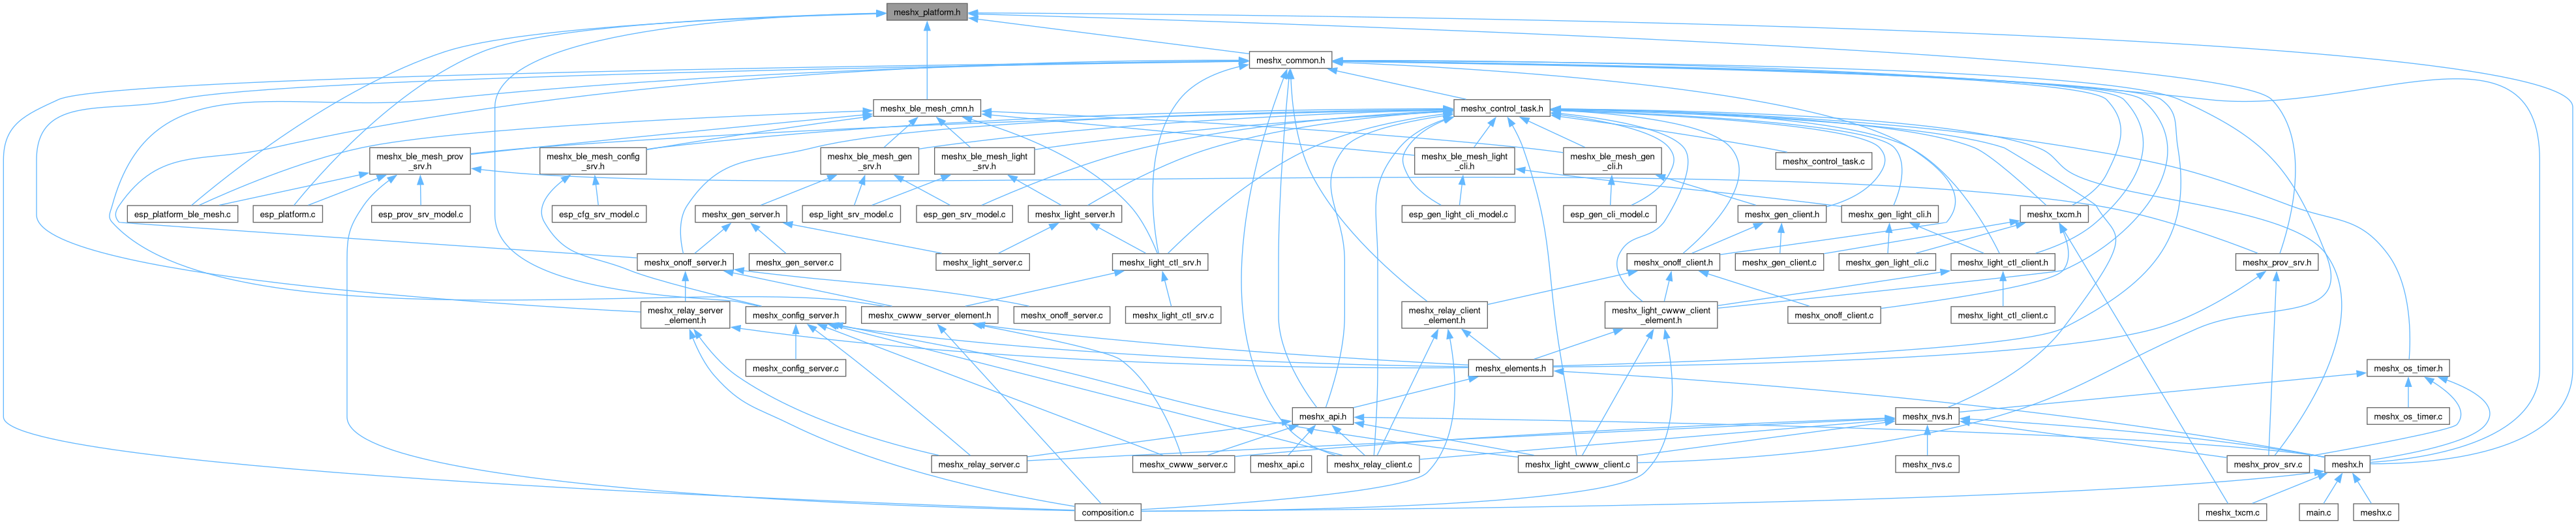 meshx_platform.h
meshx_common.h
meshx_ble_mesh_cmn.h
meshx_control_task.h
meshx_ble_mesh_prov
_srv.h
meshx_ble_mesh_config
_srv.h
meshx_ble_mesh_gen
_srv.h
meshx_ble_mesh_light
_srv.h
meshx_ble_mesh_light
_cli.h
meshx_ble_mesh_gen
_cli.h
meshx_control_task.c
esp_platform_ble_mesh.c
esp_platform.c
esp_prov_srv_model.c
esp_cfg_srv_model.c
meshx_gen_server.h
esp_light_srv_model.c
esp_gen_srv_model.c
meshx_light_server.h
esp_gen_light_cli_model.c
esp_gen_cli_model.c
meshx_gen_client.h
meshx_gen_light_cli.h
meshx_txcm.h
meshx_onoff_server.h
meshx_gen_server.c
meshx_light_server.c
meshx_light_ctl_srv.h
meshx_onoff_client.h
meshx_gen_client.c
meshx_gen_light_cli.c
meshx_light_ctl_client.h
meshx_prov_srv.h
meshx_relay_server
_element.h
meshx_config_server.h
meshx_cwww_server_element.h
meshx_onoff_server.c
meshx_light_ctl_srv.c
meshx_relay_client
_element.h
meshx_light_cwww_client
_element.h
meshx_onoff_client.c
meshx_light_ctl_client.c
meshx_config_server.c
meshx_elements.h
meshx_os_timer.h
meshx_api.h
meshx_nvs.h
meshx_os_timer.c
meshx_relay_server.c
meshx_cwww_server.c
meshx_api.c
meshx_relay_client.c
meshx_light_cwww_client.c
meshx_nvs.c
meshx_prov_srv.c
meshx.h
composition.c
meshx_txcm.c
main.c
meshx.c